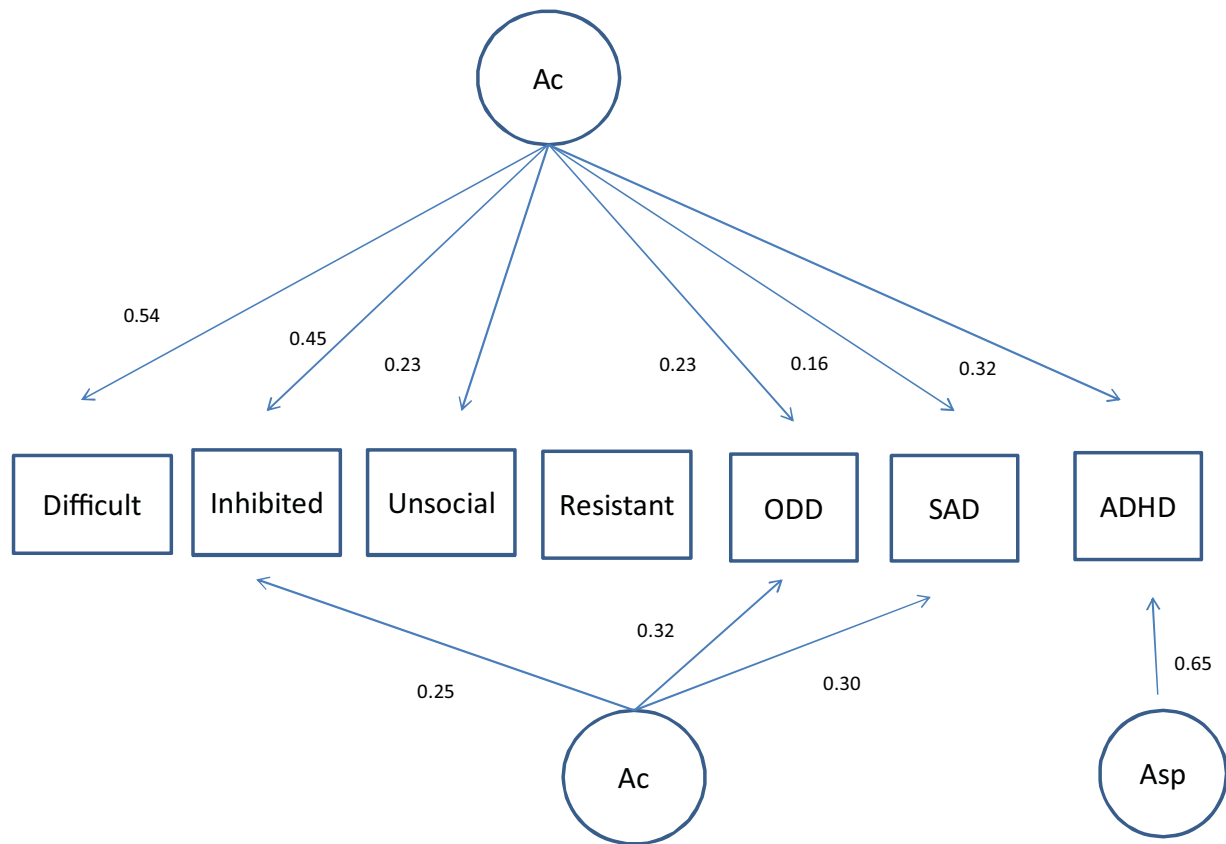 Ac
0.54
0.45
0.23
0.23
0.16
0.32
Difficult
Inhibited
Unsocial
Resistant
ODD
SAD
ADHD
0.25
0.32
0.30
0.65
Ac
Asp